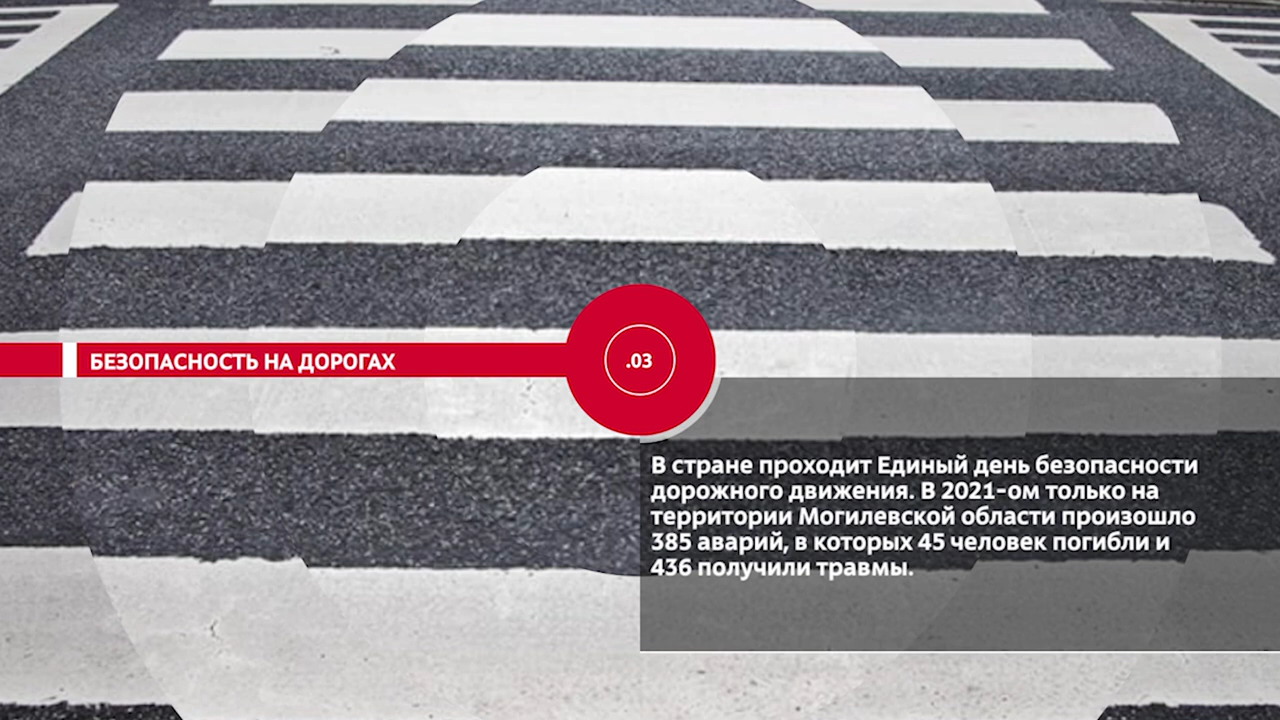 БЕЗОПАСНОСТЬ НА ДОРОГАХ
.03
В стране проходит Единый день безопасности
дорожного движения. В 2021-ом только на
территории Могилевской области произошло
385 аварий, в которых 45 человек погибли и
436 получили травмы.